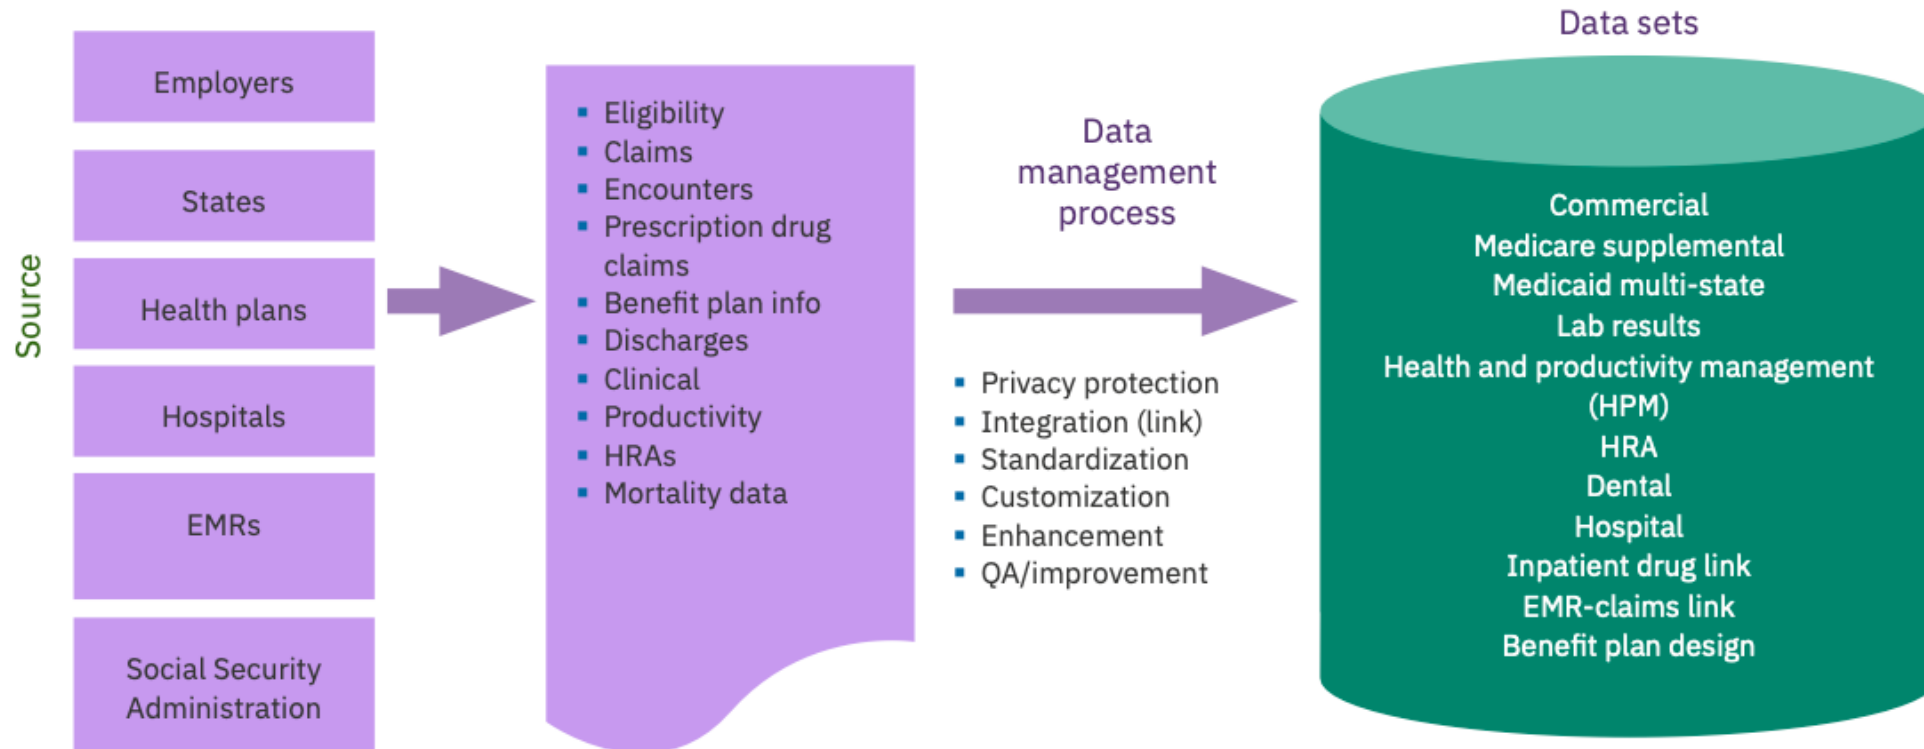 Source
Employers
States
Health plans
Hospitals
EMRs
Social Security
Administration
▪ Eligibility
▪ Claims
▪ Encounters
▪ Prescription drug
claims
▪ Benefit plan info
▪ Discharges
▪ Clinical
▪ Productivity
▪ HRAs
▪ Mortality data
Data
management
process
▪ Privacy protection
▪ Integration (link)
▪ Standardization
▪ Customization
▪ Enhancement
▪ QA/improvement
Data sets
Commercial
Medicare supplemental
Medicaid multi-state
Lab results
Health and productivity management
(HPM)
HRA
Dental
Hospital
Inpatient drug link
EMR-claims link
Benefit plan design